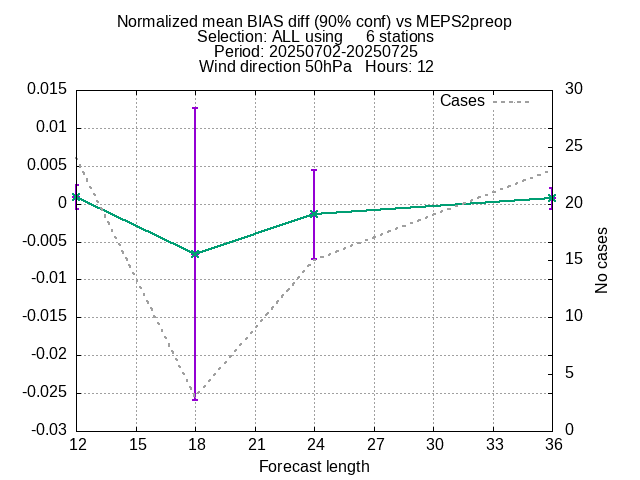 Normalized mean BIAS diff (90% conf) vs MEPS2preop
Selection: ALL using     6 stations
Period: 20250702-20250725
Wind direction 50hPa   Hours: 12
Cases
0.015
0.01
0.005
0
-0.005
-0.01
-0.015
-0.02
-0.025
-0.03
30
25
20
15
10
5
0
No cases
12 15 18 21 24 27 30 33 36
Forecast length